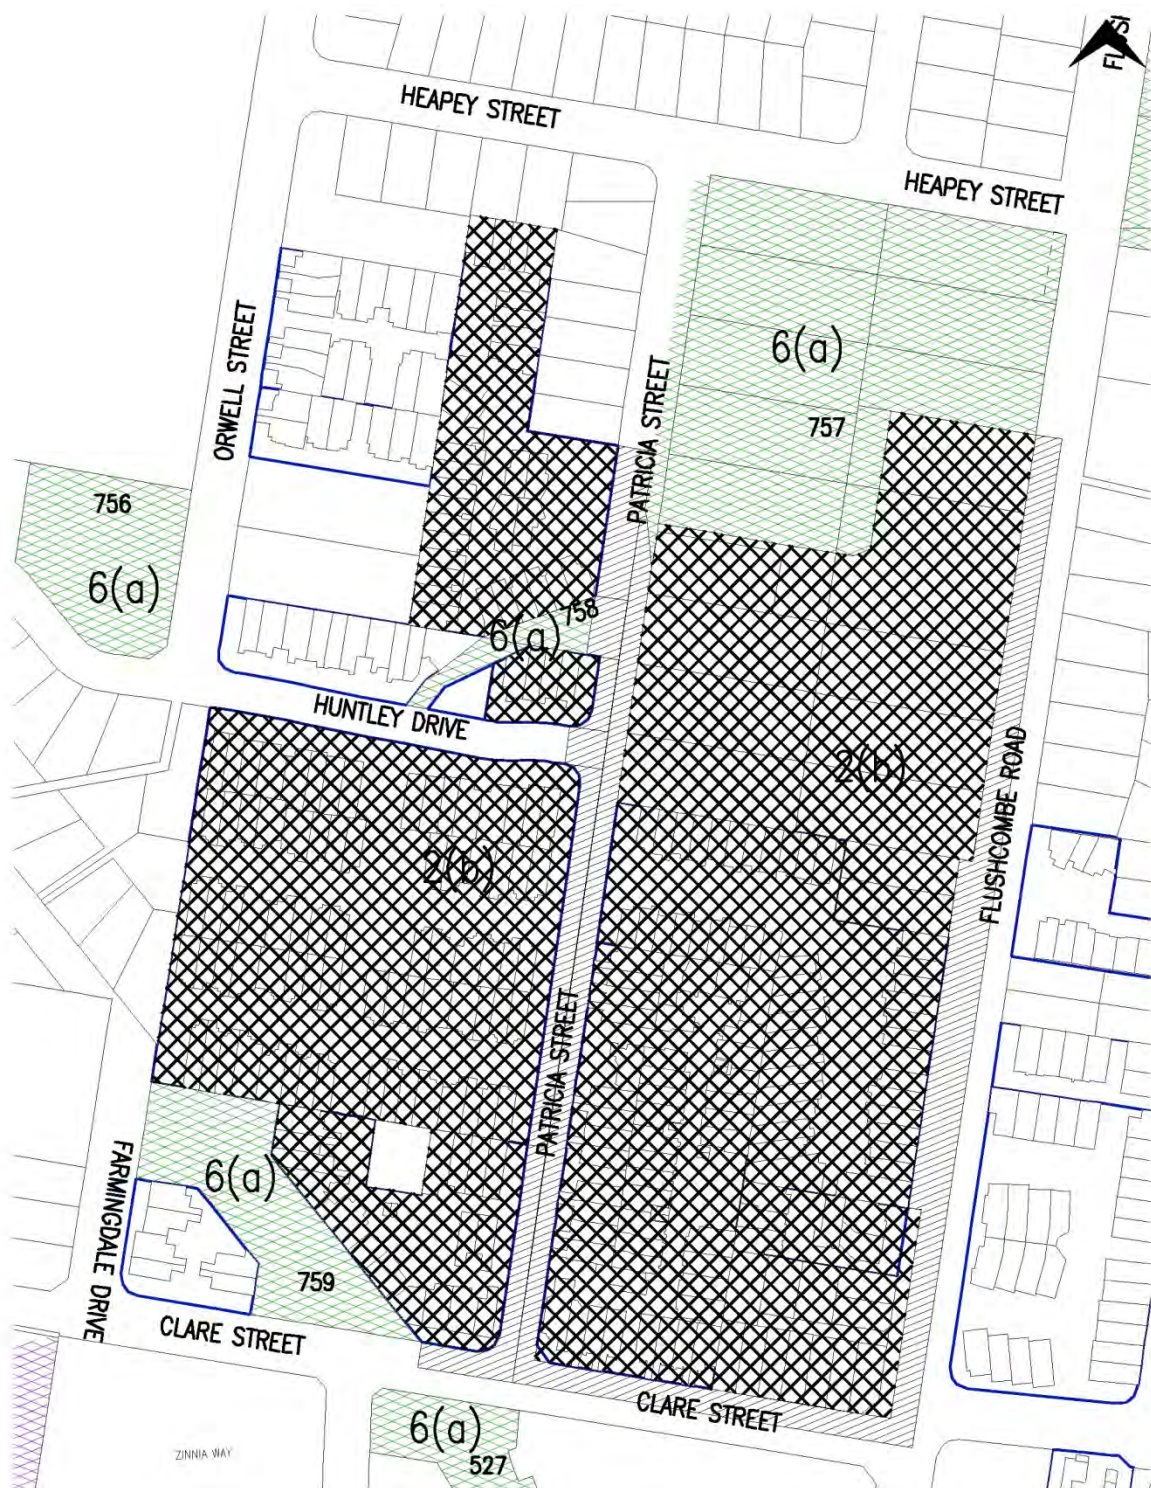 FLUSH
HEAPEY STREET
HEAPEY STREET
6(a)
ORWELL STREET
PATRICIA STREET
757
756
6(a)
758
6(a)
HUNTLEY DRIVE
2(b)
FLUSHCOMBE ROAD
2(b)
PATRICIA STREET
6(a)
FARMINGDALE DRIVE
759
CLARE STREET
CLARE STREET
6(a)
ZINNIA WAY
527